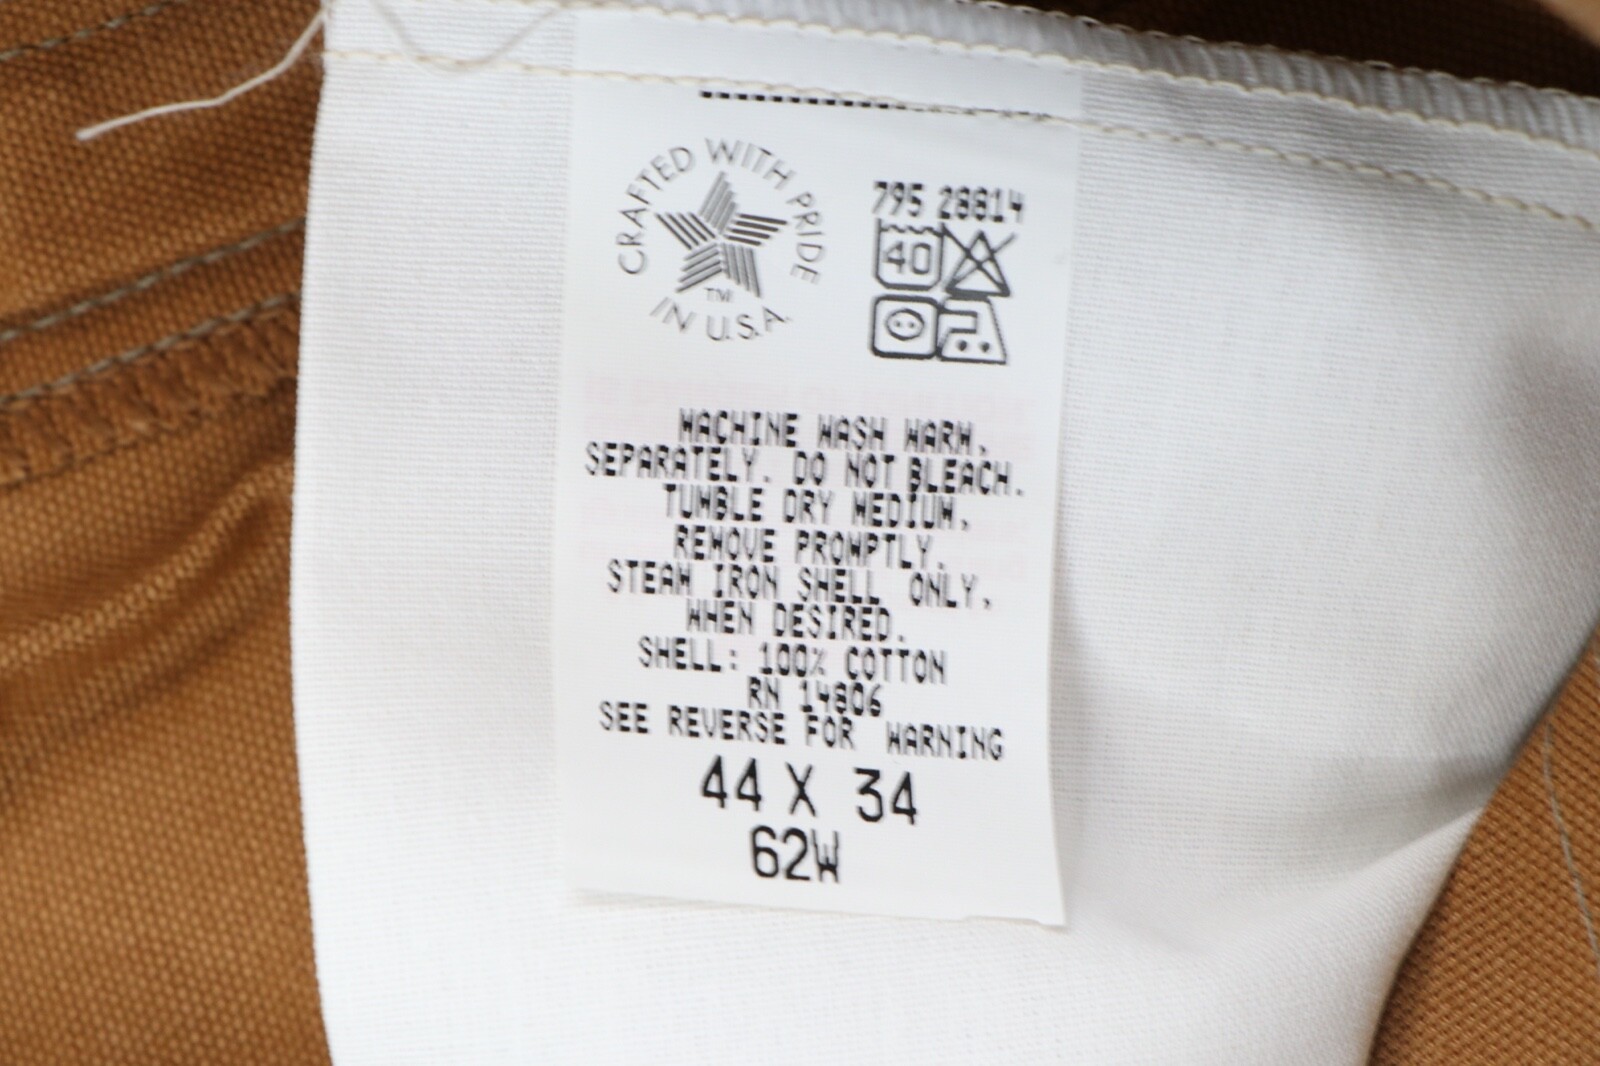 CRAFTED WITH PRIDE
TM
IN U.S.A.
795 28814
40
MACHINE WASH WARM,
SEPARATELY. DO NOT BLEACH.
TUMBLE DRY MEDIUM,
REMOVE PROMPTLY.
STEAM IRON SHELL ONLY,
WHEN DESIRED.
SHELL: 100% COTTON
RN 14806
SEE REVERSE FOR WARNING
44 X 34
62W